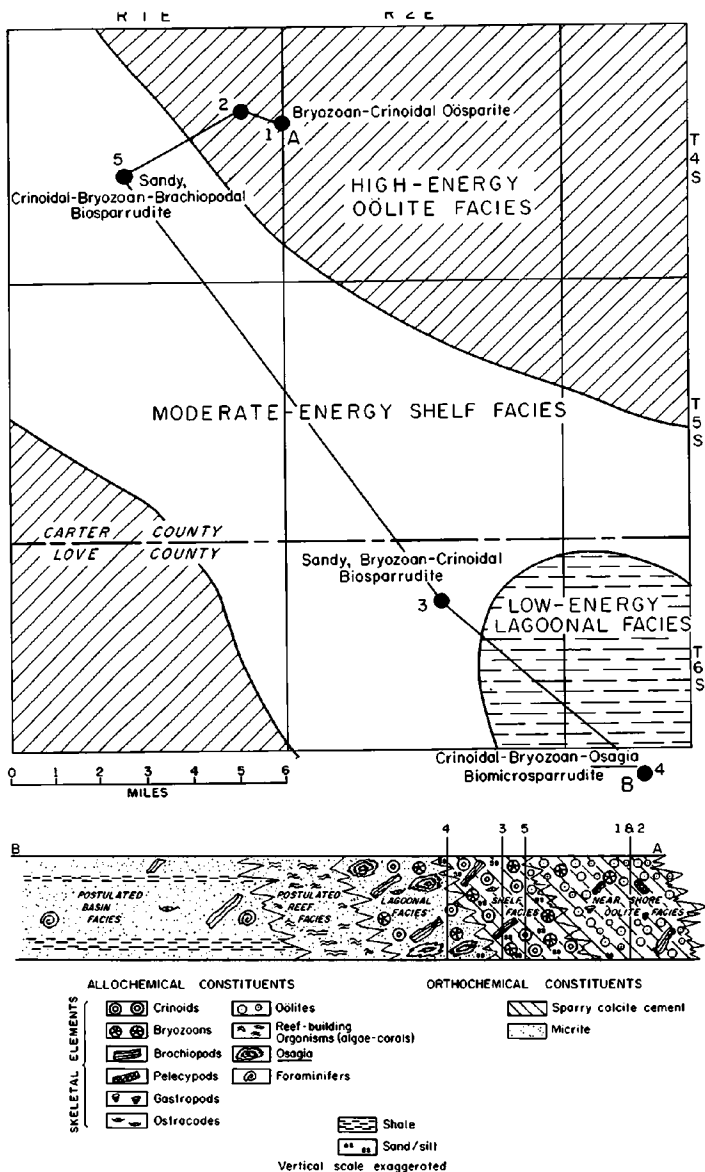 R 1 E R 2 E
2
Bryozoan-Crinoidal Oösparite
1 A
5
Sandy,
Crinoidal-Bryozoan-Brachiopodal
Biosparrudite
HIGH-ENERGY
OÖLITE FACIES
T
4
S
MODERATE-ENERGY SHELF FACIES
T
5
S
CARTER COUNTY
LOVE COUNTY
Sandy, Bryozoan-Crinoidal
Biosparrudite
3
LOW-ENERGY
LAGOONAL FACIES
T
6
S
Crinoidal-Bryozoan-Osagia
Biomicrosparrudite
B 4
0 1 2 3 4 5 6
MILES
B 4 3 5 1 & 2 A
POSTULATED
BASIN
FACIES
POSTULATED
REEF
FACIES
LAGOONAL
FACIES
SHELF
FACIES
NEAR SHORE
OOLITE FACIES
ALLOCHEMICAL CONSTITUENTS
SKELETAL ELEMENTS
Crinoids
Bryozoans
Brachiopods
Pelecypods
Gastropods
Ostracodes
Oölites
Reef-building
Organisms (algae-corals)
Osagia
Foraminifers
ORTHOCHEMICAL CONSTITUENTS
Sparry calcite cement
Micrite
Shale
Sand/silt
Vertical scale exaggerated